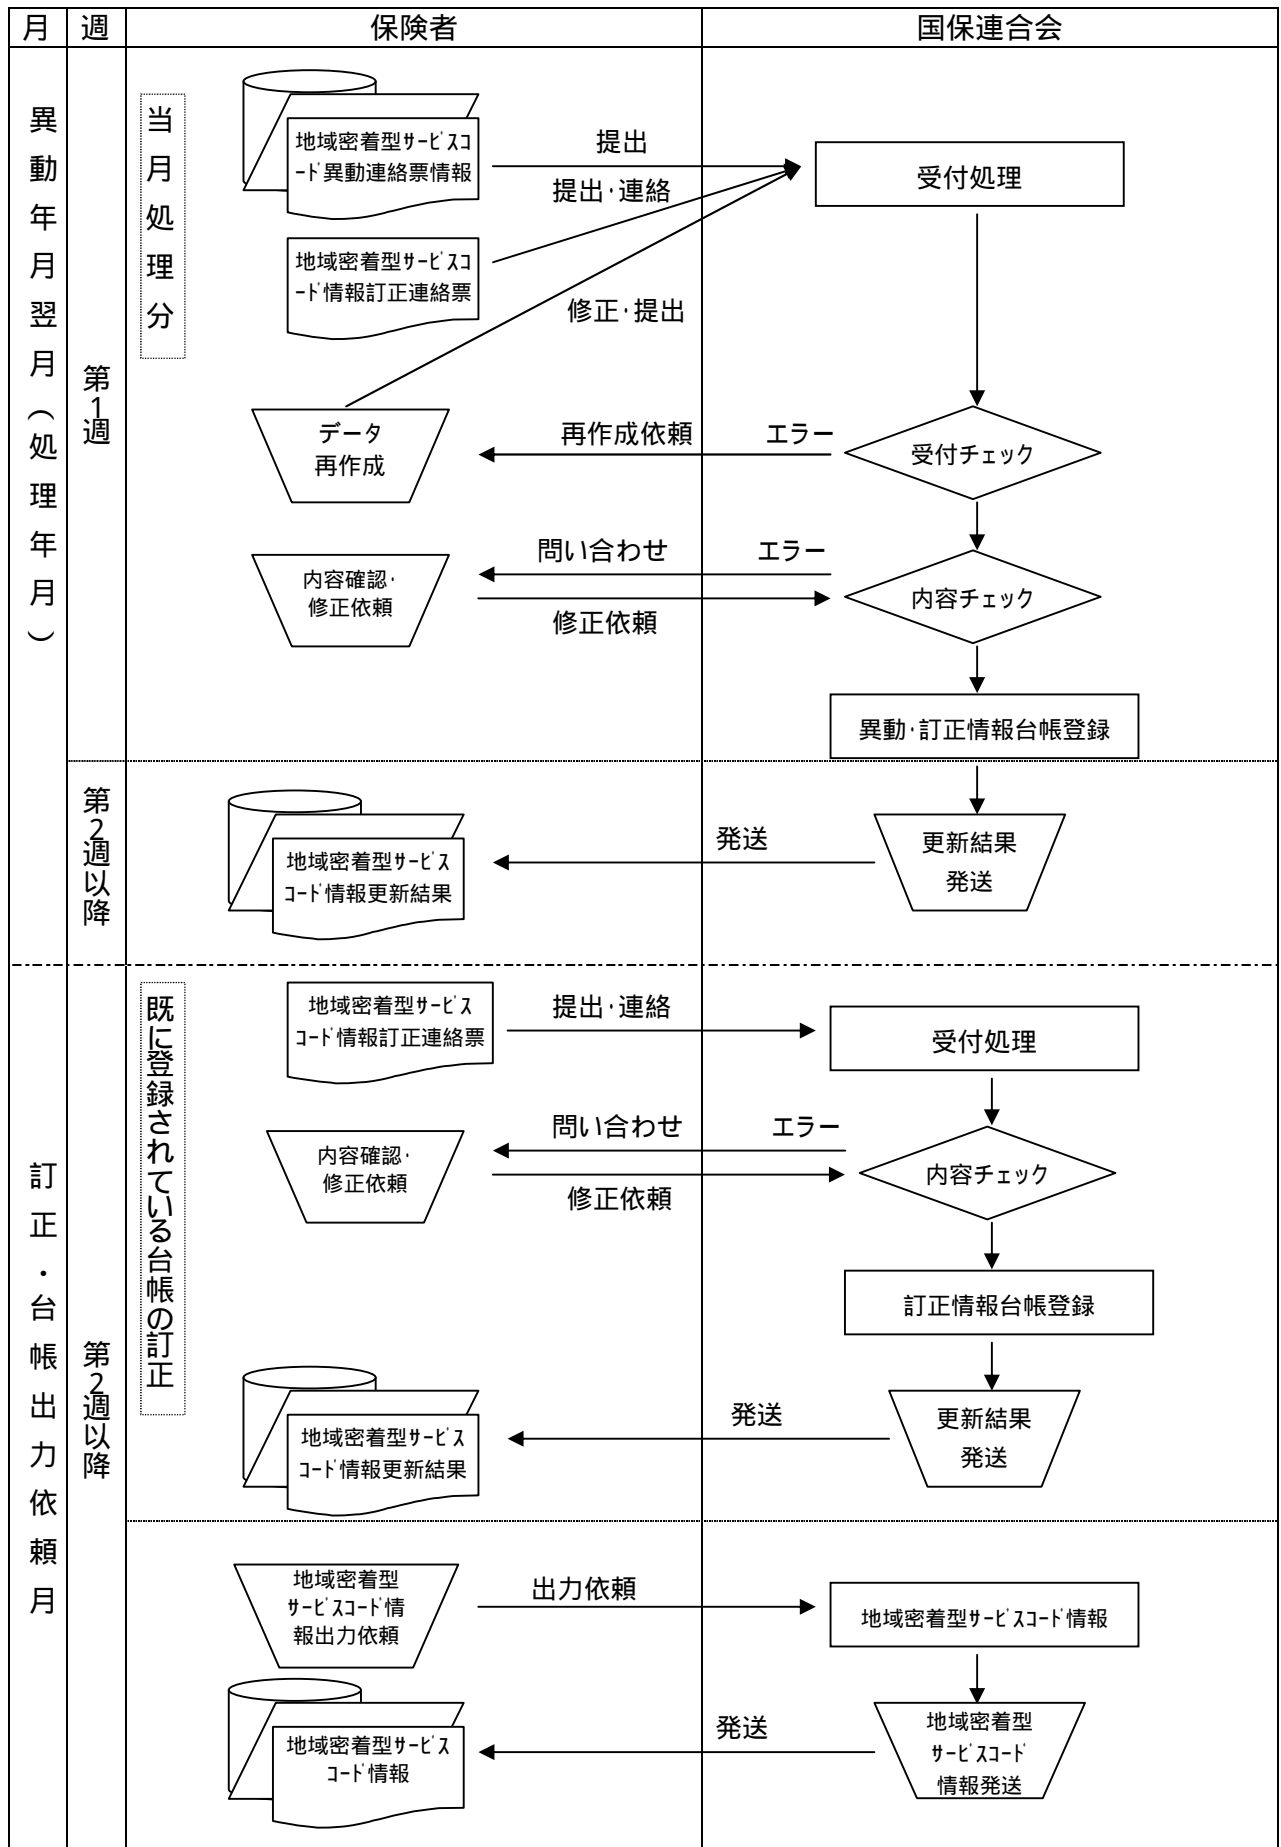 月
週
保険者
国保連合会
異動年月翌月（処理年月）
第1週
当月処理分
地域密着型ｻｰﾋﾞｽｺ
ｰﾄﾞ異動連絡票情報
提出
受付処理
提出・連絡
地域密着型ｻｰﾋﾞｽｺ
ｰﾄﾞ情報訂正連絡票
修正・提出
データ
再作成
再作成依頼
エラー
受付ﾁｪｯｸ
問い合わせ
エラー
内容確認・
修正依頼
内容ﾁｪｯｸ
修正依頼
異動・訂正情報台帳登録
第2週以降
地域密着型ｻｰﾋﾞｽ
ｺｰﾄﾞ情報更新結果
発送
更新結果
発送
訂正・台帳出力依頼月
第2週以降
既に登録されている台帳の訂正
地域密着型ｻｰﾋﾞｽ
ｺｰﾄﾞ情報訂正連絡票
提出・連絡
受付処理
問い合わせ
エラー
内容確認・
修正依頼
内容ﾁｪｯｸ
修正依頼
訂正情報台帳登録
地域密着型ｻｰﾋﾞｽ
ｺｰﾄﾞ情報更新結果
発送
更新結果
発送
地域密着型
ｻｰﾋﾞｽｺｰﾄﾞ情
報出力依頼
出力依頼
地域密着型ｻｰﾋﾞｽｺｰﾄﾞ情報
地域密着型ｻｰﾋﾞｽ
ｺｰﾄﾞ情報
発送
地域密着型
ｻｰﾋﾞｽｺｰﾄﾞ
情報発送